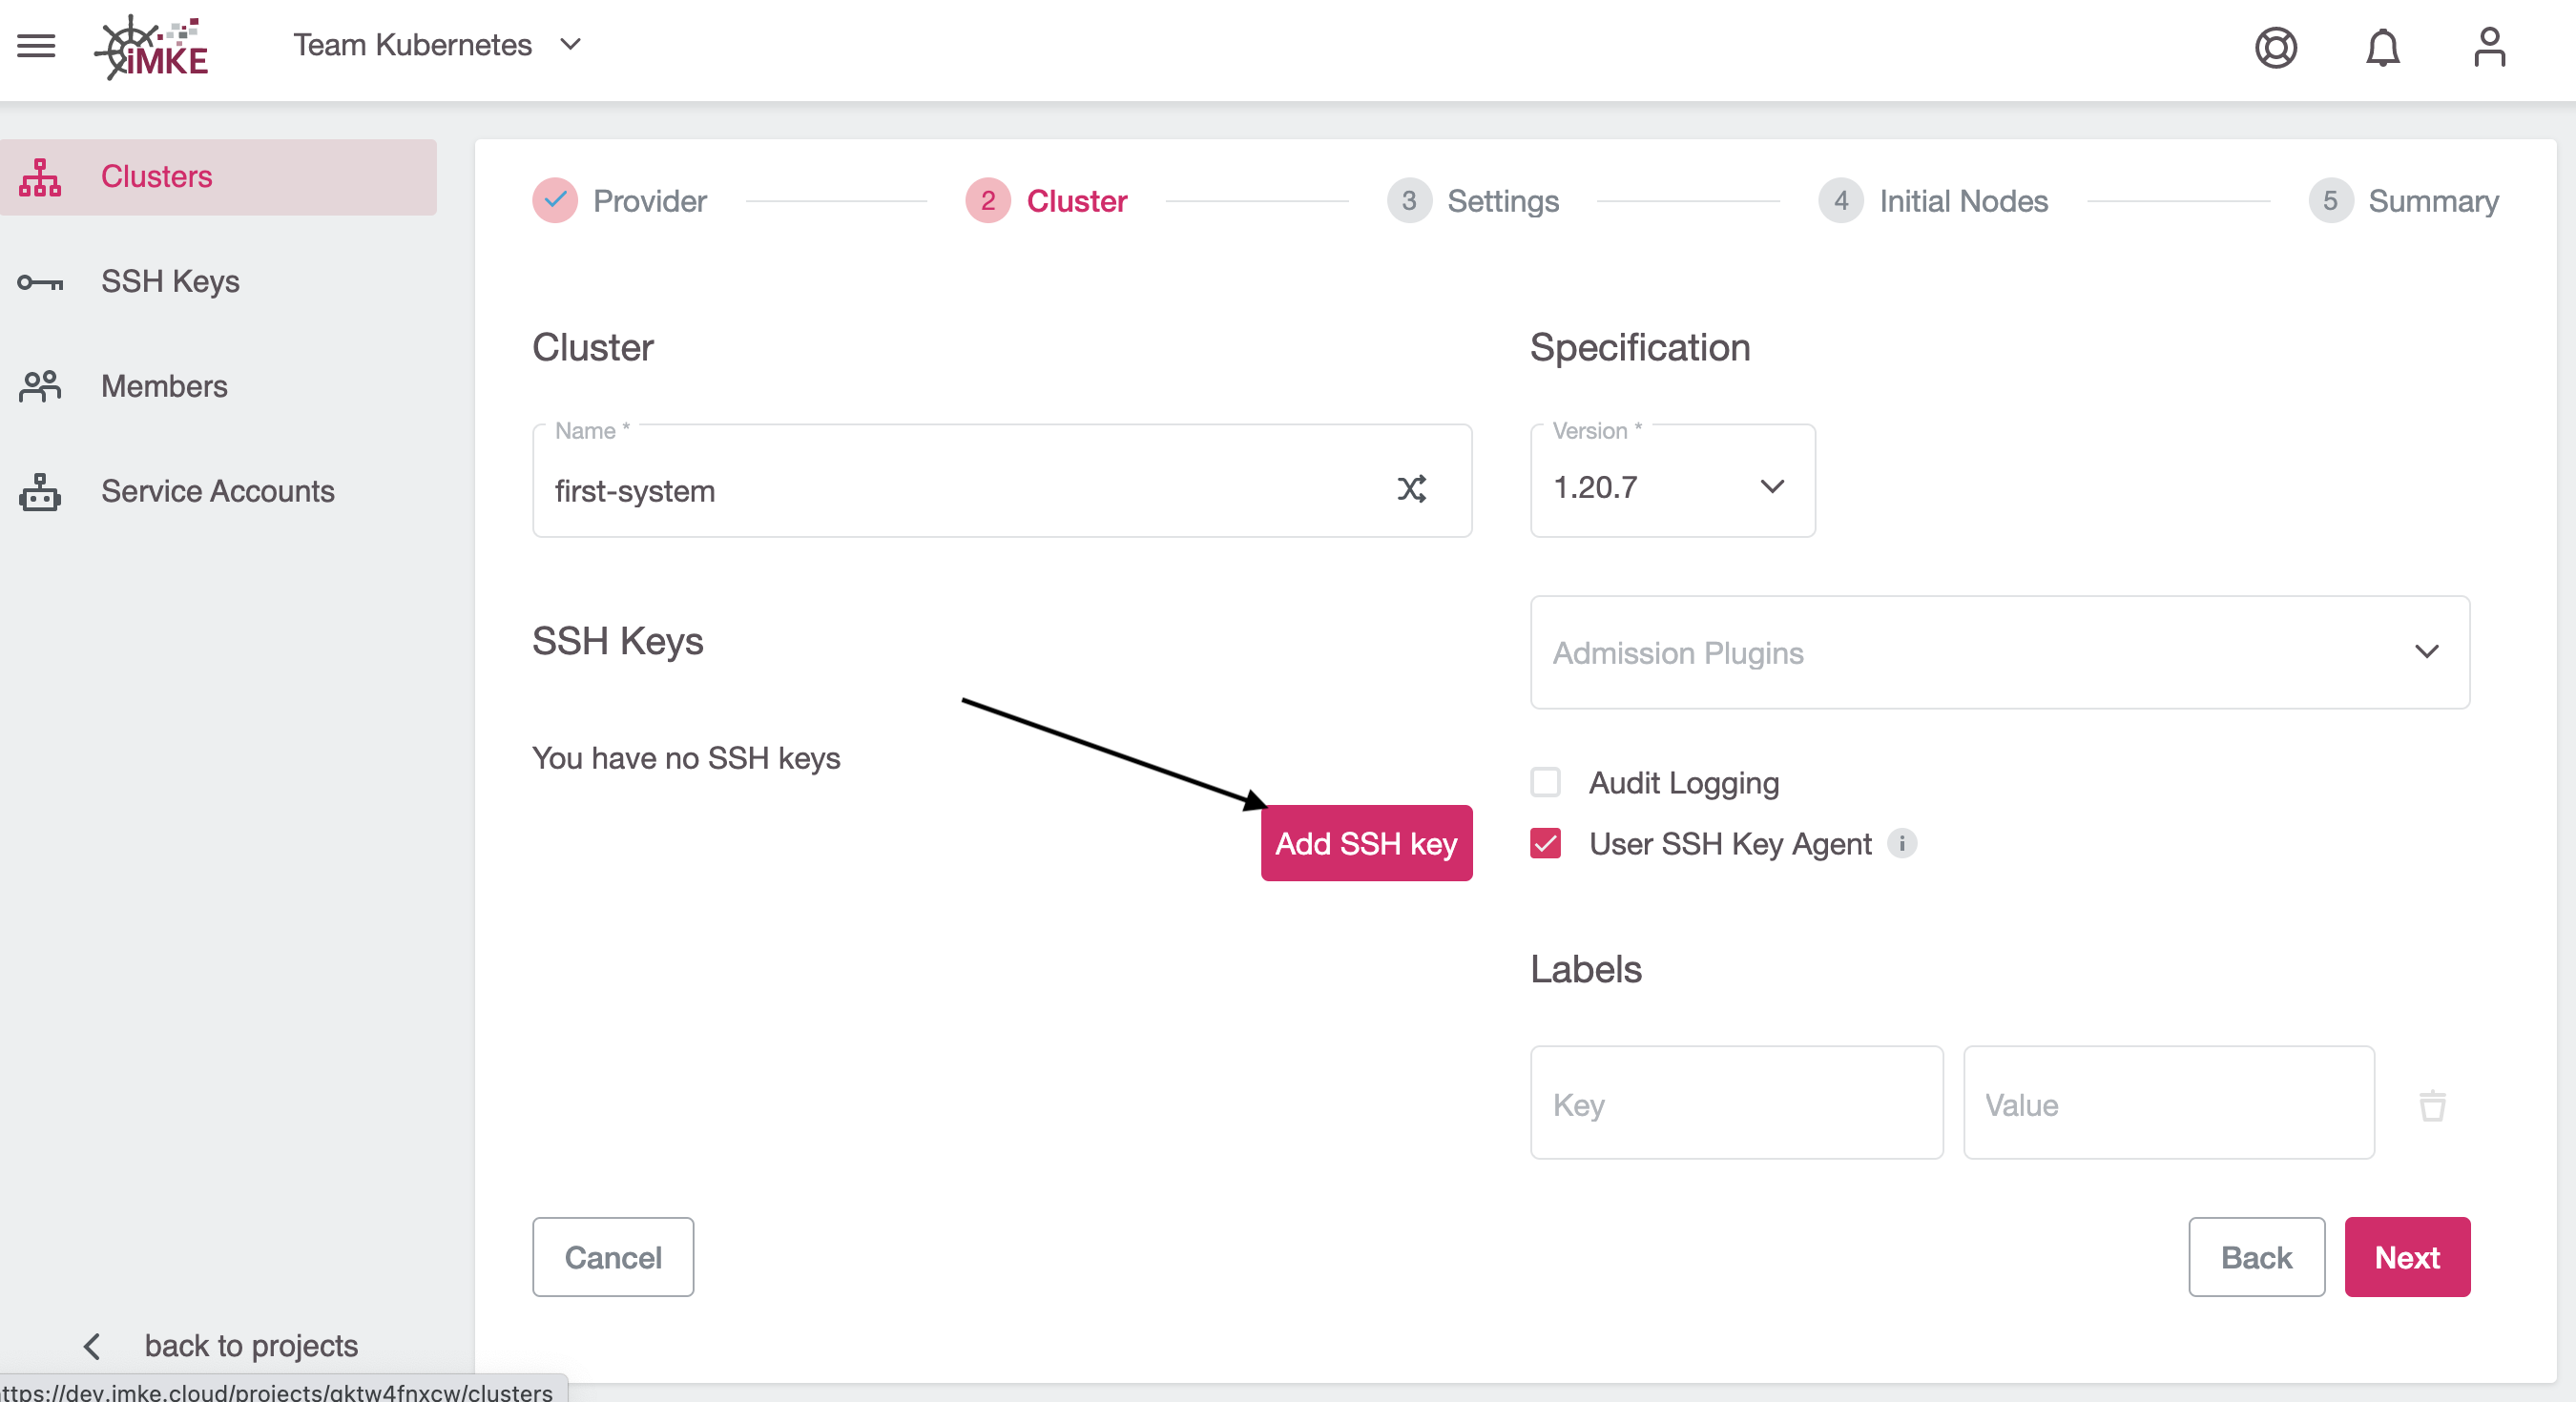 iMKE
Team Kubernetes
Clusters
SSH Keys
Members
Service Accounts
Provider
2 Cluster
3 Settings
4 Initial Nodes
5 Summary
Cluster
Name *
first-system
SSH Keys
You have no SSH keys
Add SSH key
Specification
Version *
1.20.7
Admission Plugins
Audit Logging
User SSH Key Agent i
Labels
Key
Value
Cancel
Back
Next
back to projects
ttps://dev.imke.cloud/projects/qktw4fnxcw/clusters